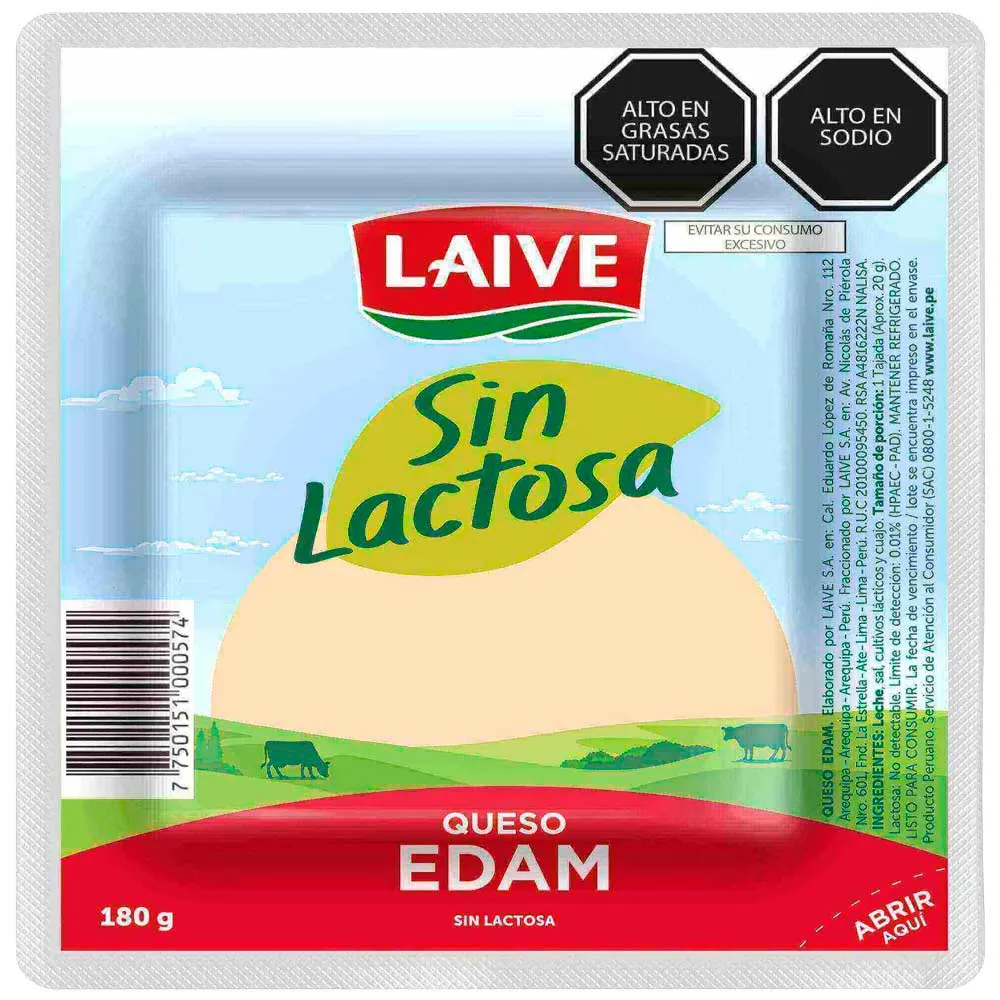 ALTO EN
GRASAS
SATURADAS
ALTO EN
SODIO
EVITAR SU CONSUMO
EXCESIVO
LAIVE
Sin
Lactosa
QUESO EDAM. Elaborado por LAIVE S.A. en: Cal. Eduardo López de Romaña Nro. 112
Arequipa - Arequipa - Arequipa - Perú. Fraccionado por LAIVE S.A. en: Av. Nicolás de Piérola
Nro. 601, Fnd. La Estrella - Ate - Lima - Perú. R.U.C 20100095450. RSA A4816222N NALISA.
INGREDIENTES: Leche, sal, cultivos lácticos y cuajo. Tamaño de porción: 1 Tajada (Aprox. 20 g).
Lactosa: No detectable. Límite de detección: 0.01% (HPAEC - PAD). MANTENER REFRIGERADO.
LISTO PARA CONSUMIR. La fecha de vencimiento / lote se encuentra impreso en el envase.
Producto Peruano. Servicio de Atención al Consumidor (SAC) 0800-1-5248 www.laive.pe
7 750151 000574
QUESO
EDAM
SIN LACTOSA
180 g
ABRIR
AQUÍ